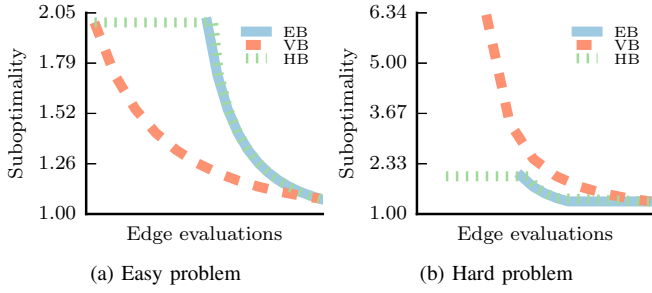 Suboptimality
2.05
1.79
1.52
1.26
1.00
EB
VB
HB
Edge evaluations
(a) Easy problem
Suboptimality
6.34
5.00
3.67
2.33
1.00
EB
VB
HB
Edge evaluations
(b) Hard problem